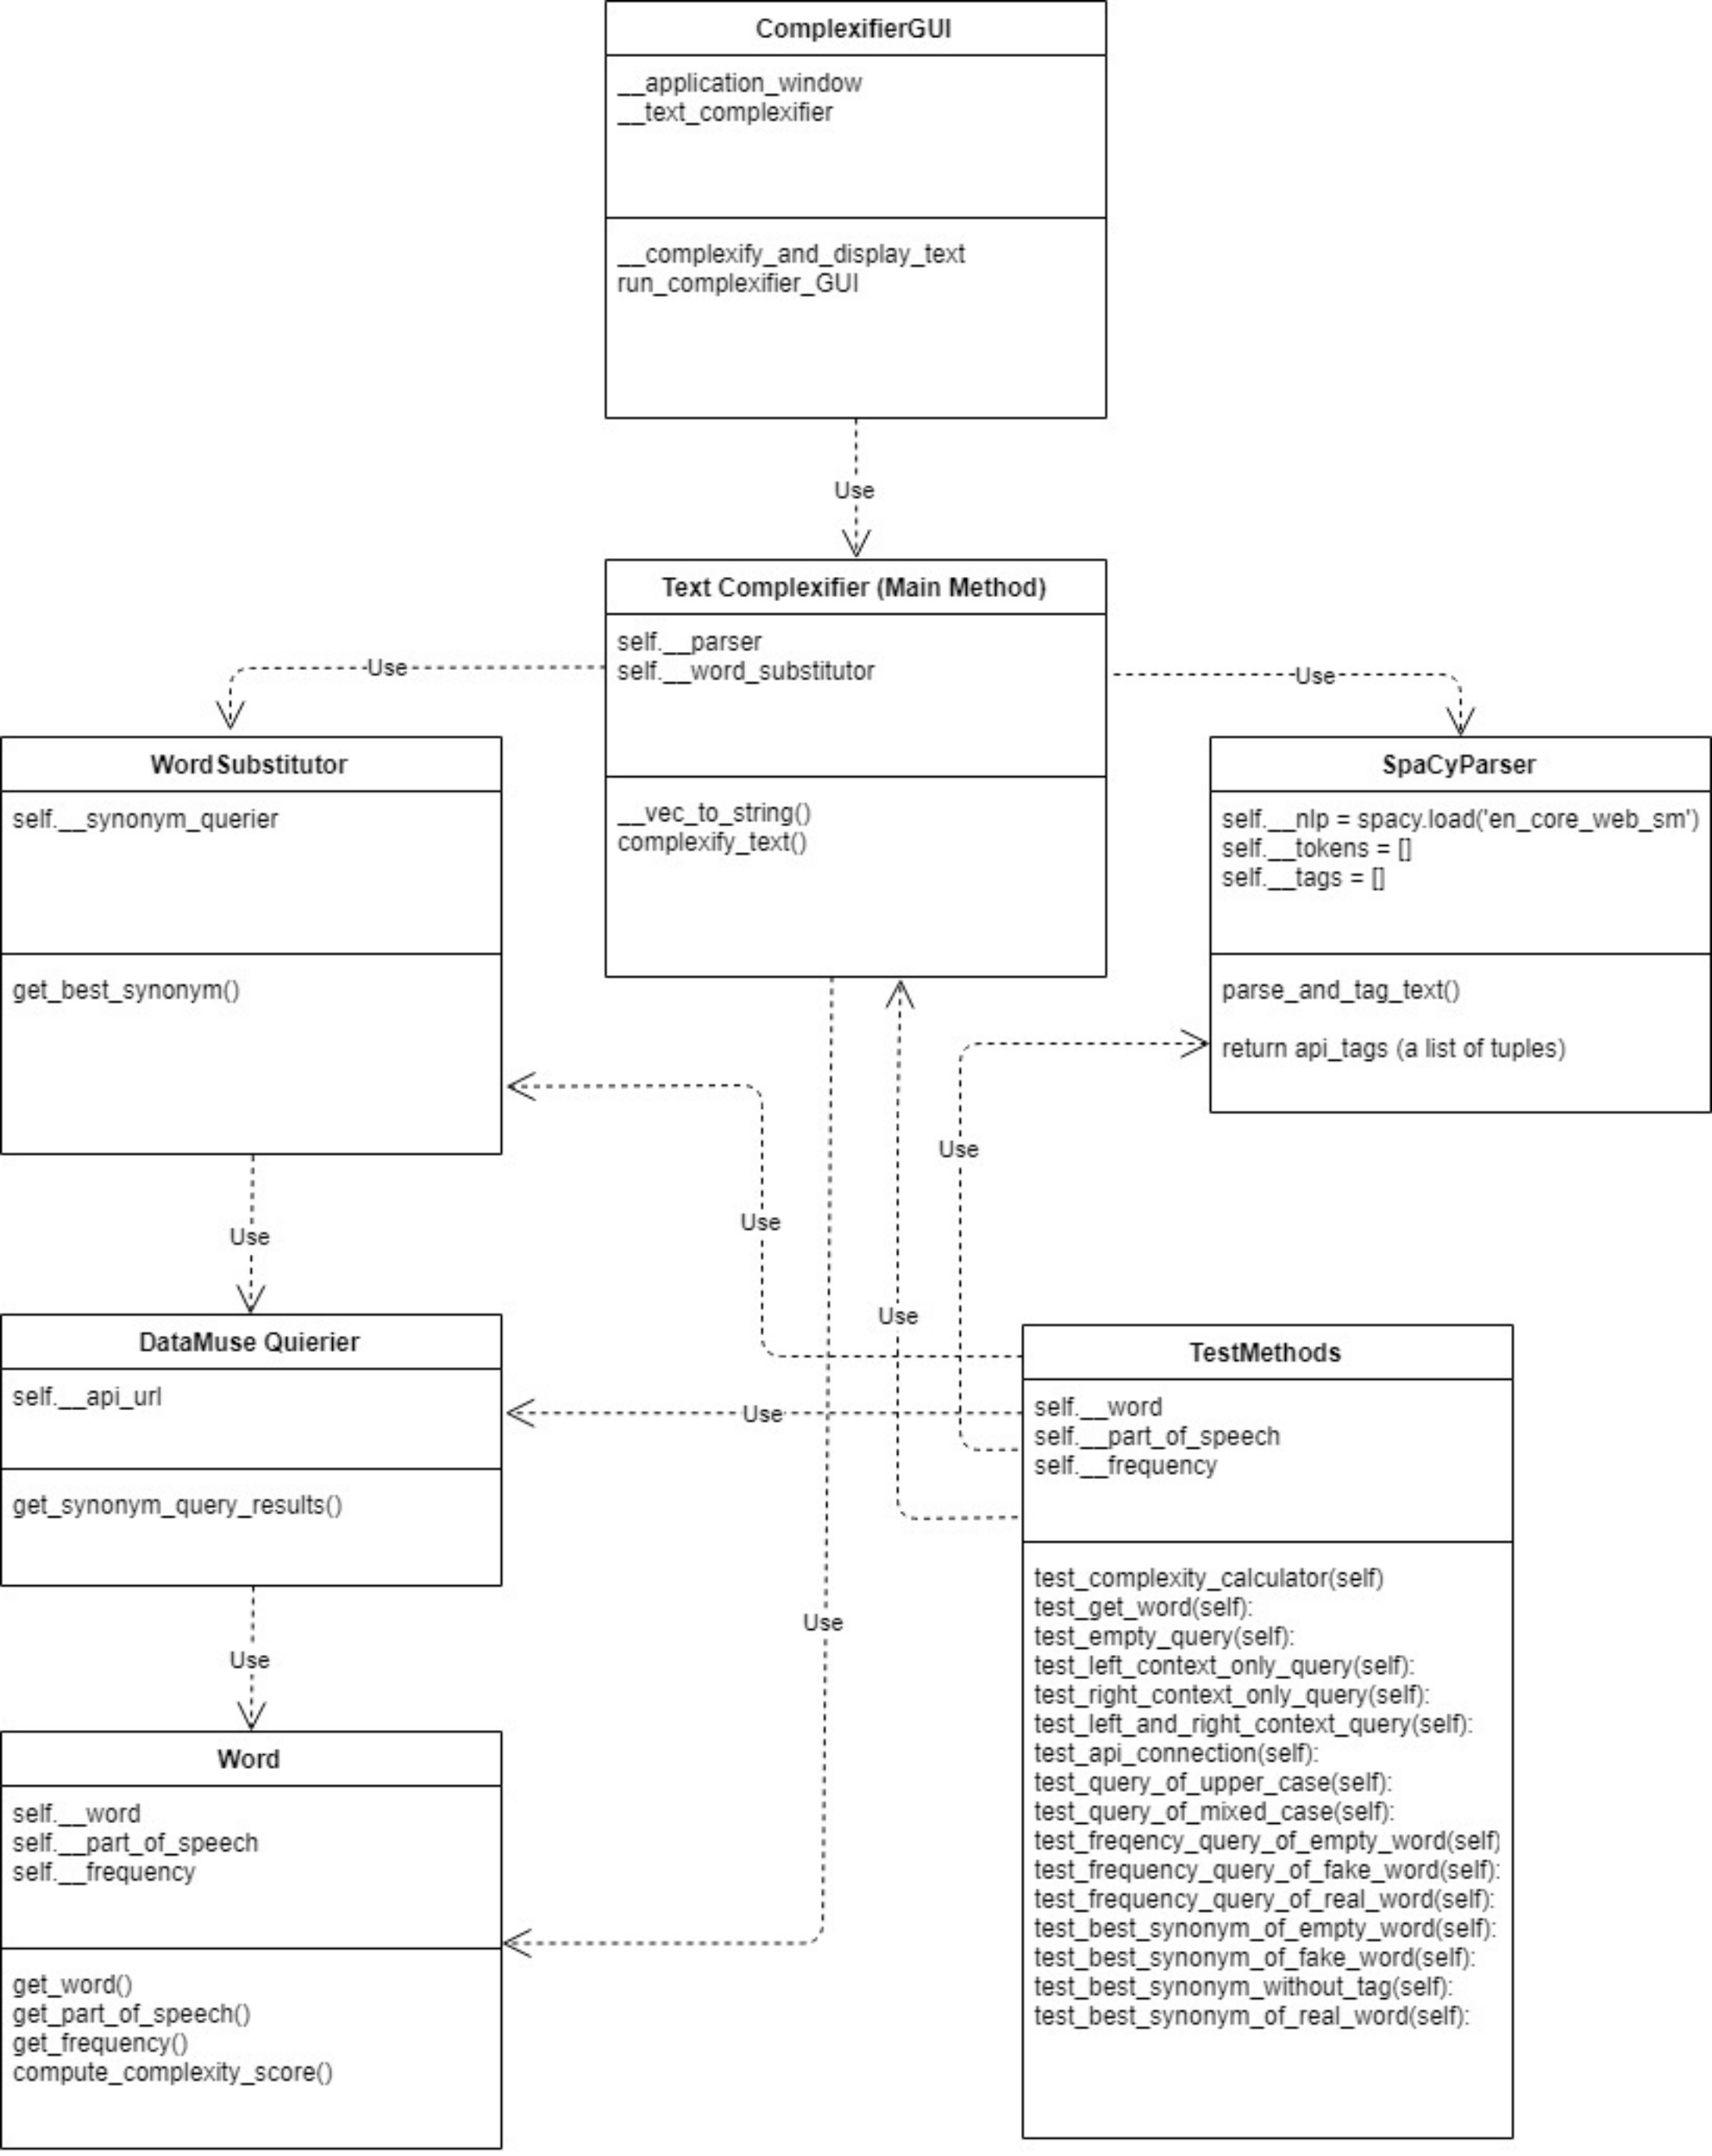 ComplexifierGUI
__application_window
__text_complexifier
__complexify_and_display_text
run_complexifier_GUI
Use
Text Complexifier (Main Method)
self.__parser
self.__word_substitutor
__vec_to_string()
complexify_text()
Use
Use
WordSubstitutor
self.__synonym_querier
get_best_synonym()
SpaCyParser
self.__nlp = spacy.load('en_core_web_sm')
self.__tokens = []
self.__tags = []
parse_and_tag_text()
return api_tags (a list of tuples)
Use
Use
Use
Use
DataMuse Quierier
self.__api_url
get_synonym_query_results()
Use
TestMethods
self.__word
self.__part_of_speech
self.__frequency
test_complexity_calculator(self)
test_get_word(self):
test_empty_query(self):
test_left_context_only_query(self):
test_right_context_only_query(self):
test_left_and_right_context_query(self):
test_api_connection(self):
test_query_of_upper_case(self):
test_query_of_mixed_case(self):
test_freqency_query_of_empty_word(self)
test_frequency_query_of_fake_word(self):
test_frequency_query_of_real_word(self):
test_best_synonym_of_empty_word(self):
test_best_synonym_of_fake_word(self):
test_best_synonym_without_tag(self):
test_best_synonym_of_real_word(self):
Use
Use
Word
self.__word
self.__part_of_speech
self.__frequency
get_word()
get_part_of_speech()
get_frequency()
compute_complexity_score()